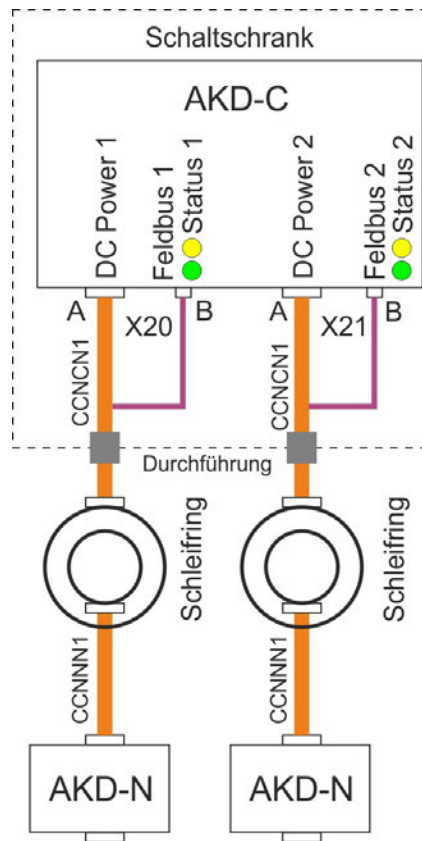 Schaltschrank
AKD-C
DC Power 1
Feldbus 1
Status 1
DC Power 2
Feldbus 2
Status 2
A
X20
B
A
X21
B
CCNCN1
CCNCN1
Durchführung
Schleifring
Schleifring
CCNNN1
CCNNN1
AKD-N
AKD-N